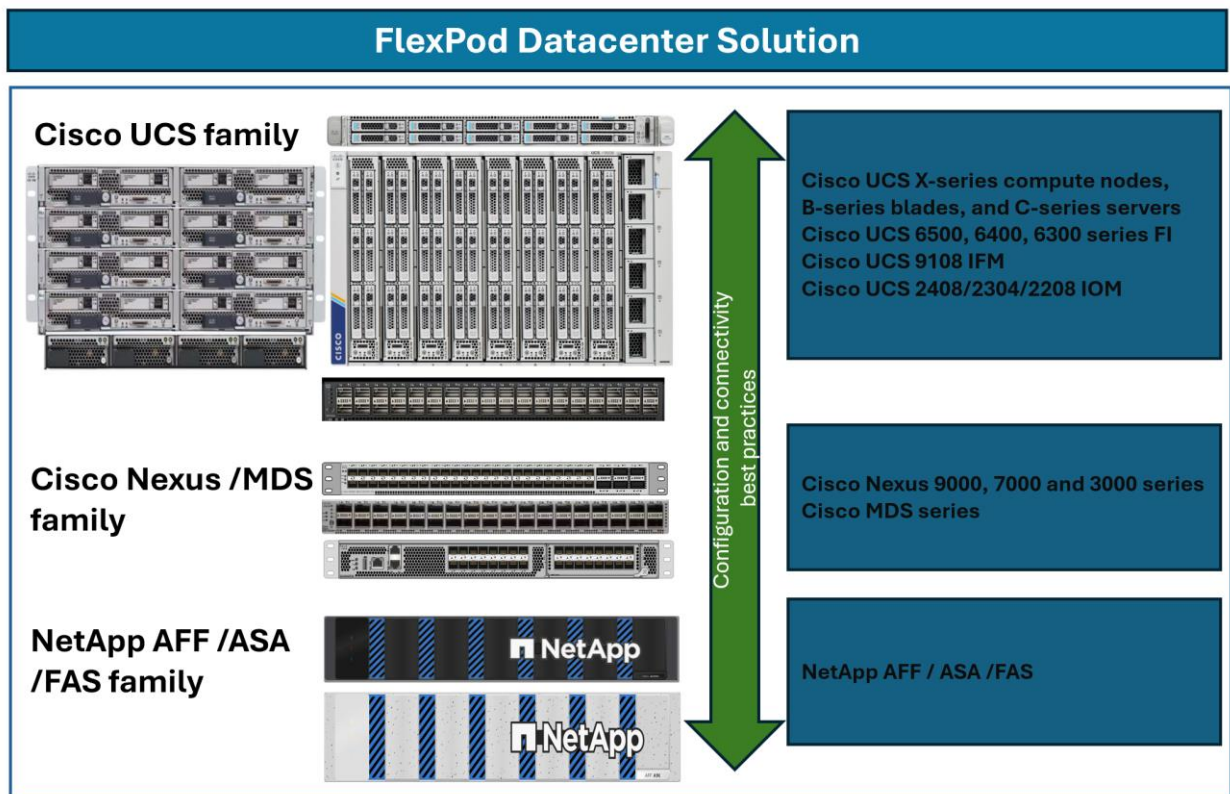 FlexPod Datacenter Solution
Cisco UCS family
Cisco UCS X-series compute nodes,
B-series blades, and C-series servers
Cisco UCS 6500, 6400, 6300 series FI
Cisco UCS 9108 IFM
Cisco UCS 2408/2304/2208 IOM
CISCO
Configuration and connectivity
best practices
Cisco Nexus /MDS
family
Cisco Nexus 9000, 7000 and 3000 series
Cisco MDS series
NetApp AFF /ASA
/FAS family
NetApp
NetApp
NetApp AFF / ASA /FAS